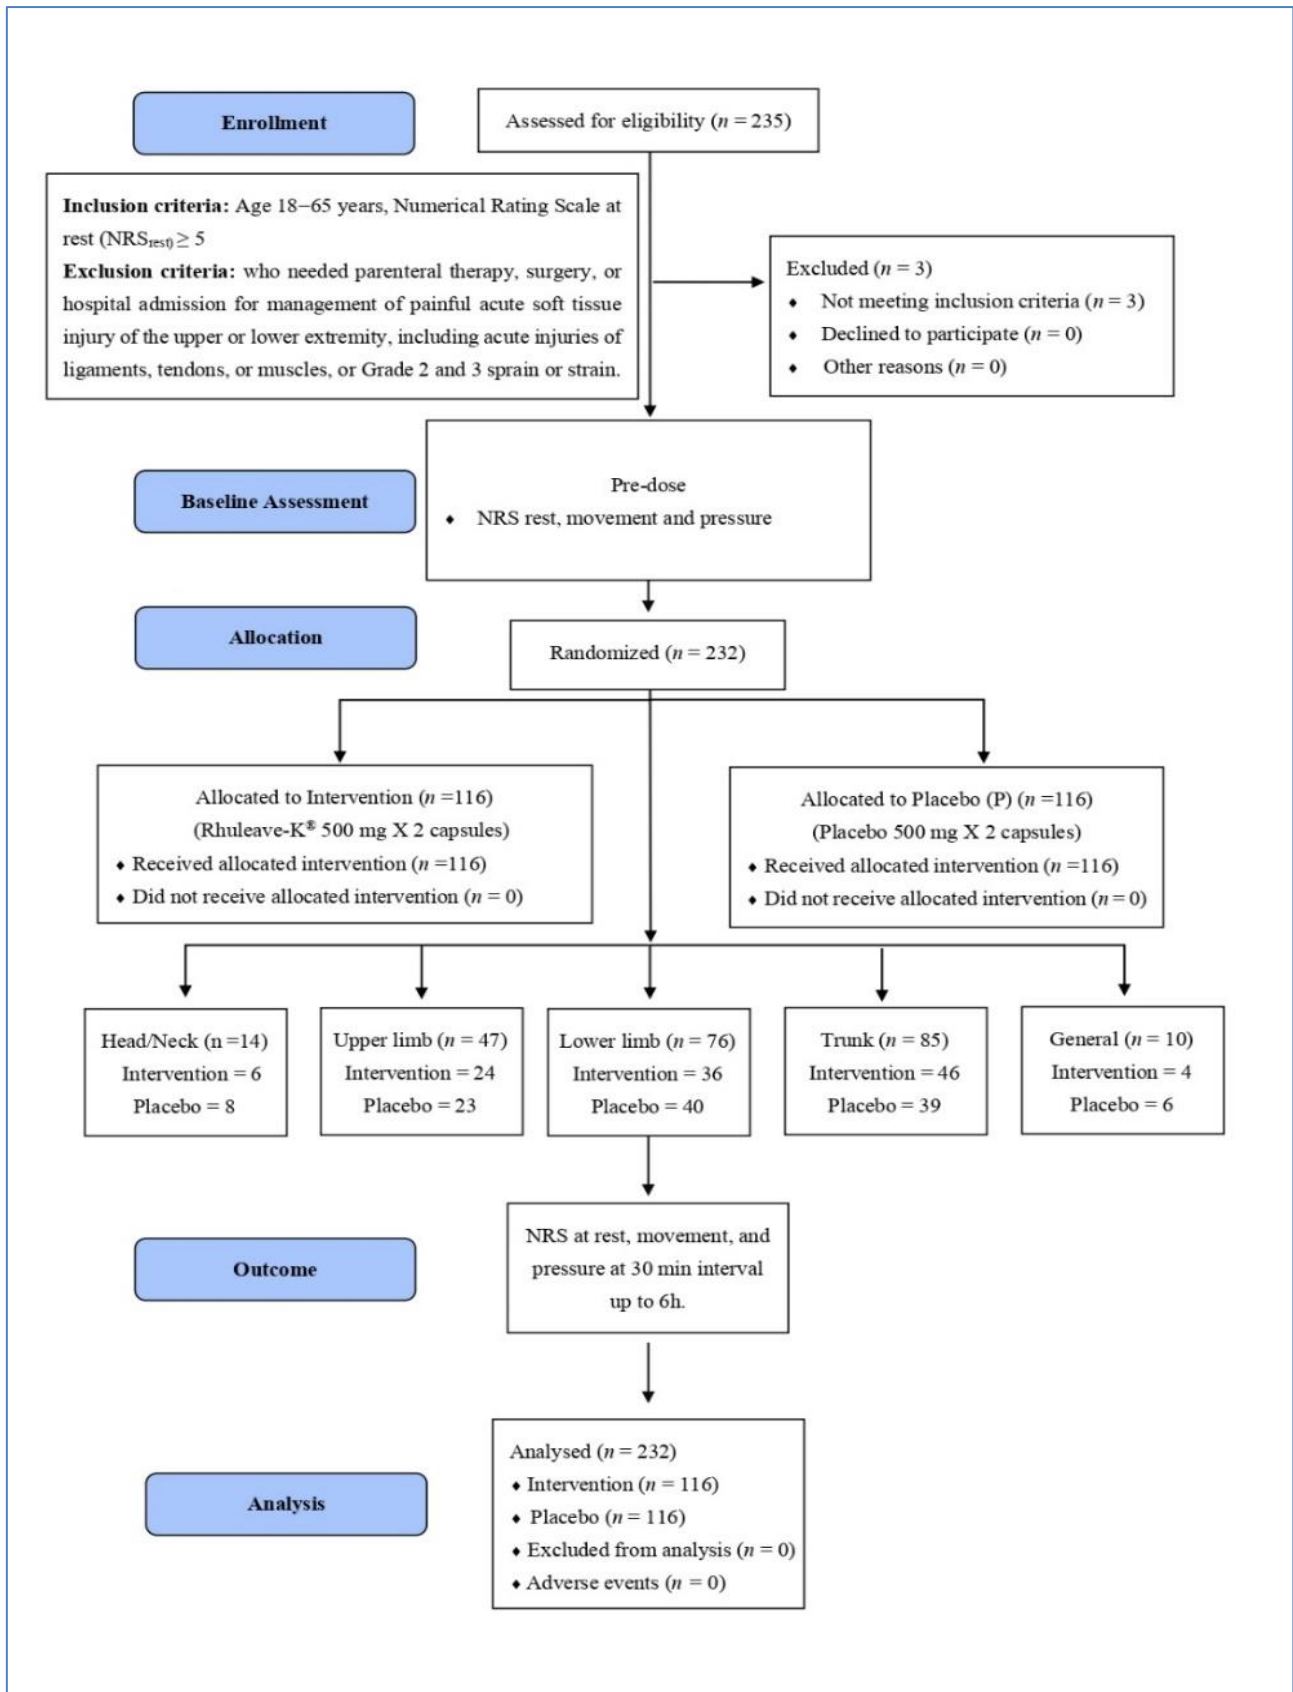 Enrollment
Assessed for eligibility (n = 235)
Inclusion criteria: Age 18–65 years, Numerical Rating Scale at
rest (NRSrest) ≥ 5
Exclusion criteria: who needed parenteral therapy, surgery, or
hospital admission for management of painful acute soft tissue
injury of the upper or lower extremity, including acute injuries of
ligaments, tendons, or muscles, or Grade 2 and 3 sprain or strain.
Excluded (n = 3)
♦ Not meeting inclusion criteria (n = 3)
♦ Declined to participate (n = 0)
♦ Other reasons (n = 0)
Baseline Assessment
Pre-dose
♦ NRS rest, movement and pressure
Allocation
Randomized (n = 232)
Allocated to Intervention (n =116)
(Rhuleave-K® 500 mg X 2 capsules)
♦ Received allocated intervention (n =116)
♦ Did not receive allocated intervention (n = 0)
Allocated to Placebo (P) (n =116)
(Placebo 500 mg X 2 capsules)
♦ Received allocated intervention (n =116)
♦ Did not receive allocated intervention (n = 0)
Head/Neck (n =14)
Intervention = 6
Placebo = 8
Upper limb (n = 47)
Intervention = 24
Placebo = 23
Lower limb (n = 76)
Intervention = 36
Placebo = 40
Trunk (n = 85)
Intervention = 46
Placebo = 39
General (n = 10)
Intervention = 4
Placebo = 6
Outcome
NRS at rest, movement, and
pressure at 30 min interval
up to 6h.
Analysis
Analysed (n = 232)
♦ Intervention (n = 116)
♦ Placebo (n = 116)
♦ Excluded from analysis (n = 0)
♦ Adverse events (n = 0)